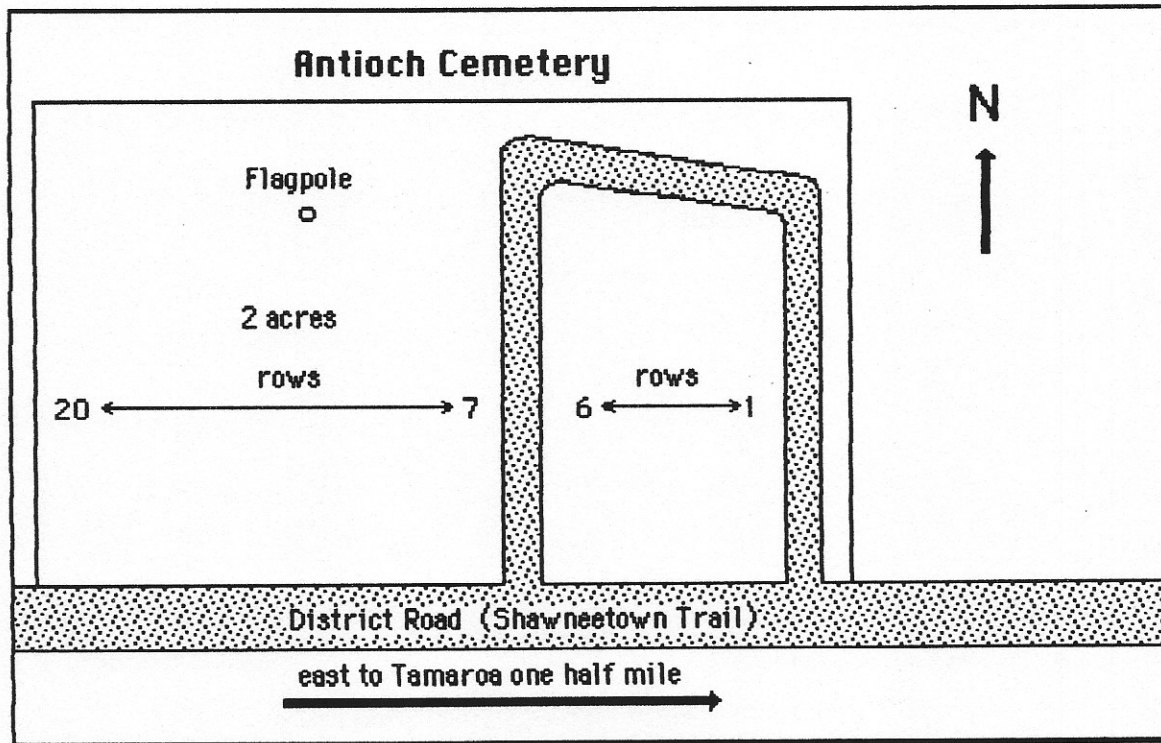 Antioch Cemetery
N
Flagpole
2 acres
rows
20 7
rows
6 1
District Road (Shawneetown Trail)
east to Tamaroa one half mile